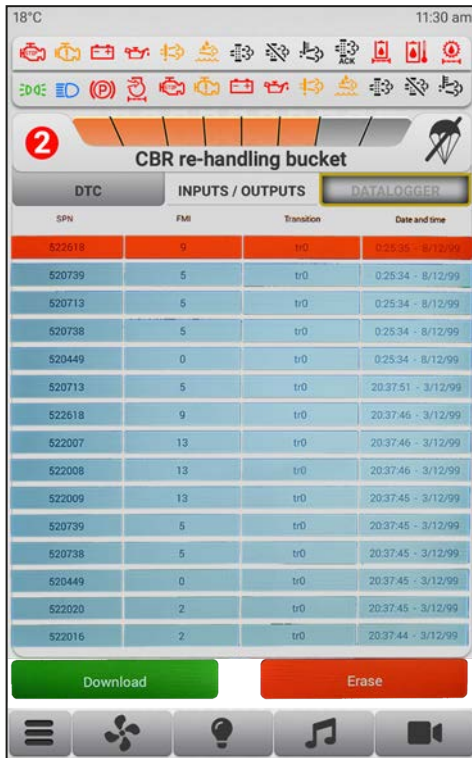 18°C 11:30 am
STOP
ACK
STOP
2
CBR re-handling bucket
DTC INPUTS / OUTPUTS DATALOGGER
SPN FMI Transition Date and time
522618 9 tr0 0:25:35 - 8/12/99
520739 5 tr0 0:25:34 - 8/12/99
520713 5 tr0 0:25:34 - 8/12/99
520738 5 tr0 0:25:34 - 8/12/99
520449 0 tr0 0:25:34 - 8/12/99
520713 5 tr0 20:37:51 - 3/12/99
522618 9 tr0 20:37:46 - 3/12/99
522007 13 tr0 20:37:46 - 3/12/99
522008 13 tr0 20:37:46 - 3/12/99
522009 13 tr0 20:37:45 - 3/12/99
520739 5 tr0 20:37:45 - 3/12/99
520738 5 tr0 20:37:45 - 3/12/99
520449 0 tr0 20:37:45 - 3/12/99
522020 2 tr0 20:37:45 - 3/12/99
522016 2 tr0 20:37:44 - 3/12/99
Download Erase